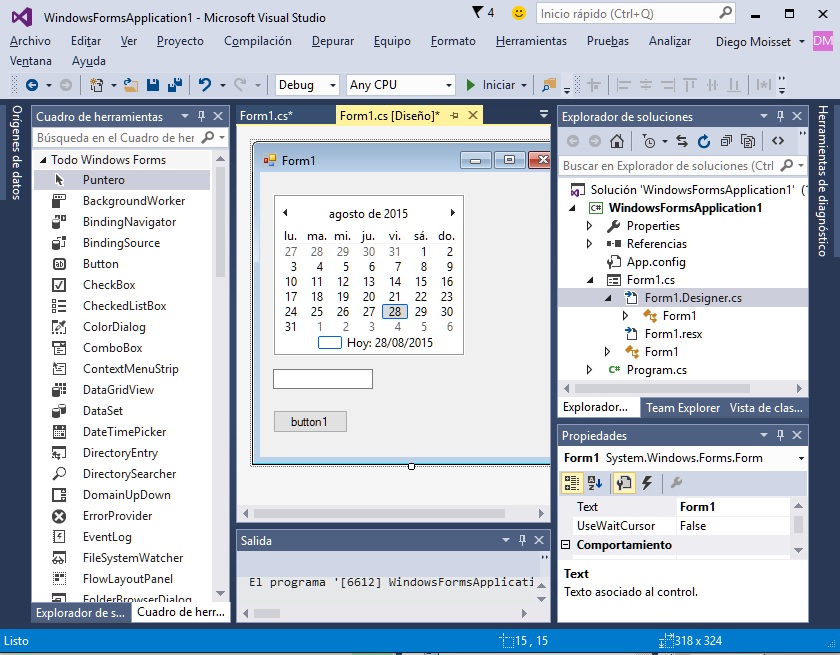 WindowsFormsApplication1 - Microsoft Visual Studio
4
Inicio rápido (Ctrl+Q)
Archivo Editar Ver Proyecto Compilación Depurar Equipo Formato Herramientas Pruebas Analizar Diego Moisset DM
Ventana Ayuda
Debug Any CPU Iniciar
Orígenes de datos
Cuadro de herramientas
Búsqueda en el Cuadro de her
Todo Windows Forms
Puntero
BackgroundWorker
BindingNavigator
BindingSource
Button
CheckBox
CheckedListBox
ColorDialog
ComboBox
ContextMenuStrip
DataGridView
DataSet
DateTimePicker
DirectoryEntry
DirectorySearcher
DomainUpDown
ErrorProvider
EventLog
FileSystemWatcher
FlowLayoutPanel
FolderBrowserDialog
Explorador de s... Cuadro de herr...
Form1.cs* Form1.cs [Diseño]*
Form1
agosto de 2015
lu. ma. mi. ju. vi. sá. do.
27 28 29 30 31 1 2
3 4 5 6 7 8 9
10 11 12 13 14 15 16
17 18 19 20 21 22 23
24 25 26 27 28 29 30
31 1 2 3 4 5 6
Hoy: 28/08/2015
button1
Salida
El programa '[6612] WindowsFormsApplicati
Explorador de soluciones
Buscar en Explorador de soluciones (Ctrl
Solución 'WindowsFormsApplication1' (1
WindowsFormsApplication1
Properties
Referencias
App.config
Form1.cs
Form1.Designer.cs
Form1
Form1.resx
Form1
Program.cs
Explorador... Team Explorer Vista de clas...
Propiedades
Form1 System.Windows.Forms.Form
Text Form1
UseWaitCursor False
Comportamiento
Text
Texto asociado al control.
Herramientas de diagnóstico
Listo 15 , 15 318 x 324